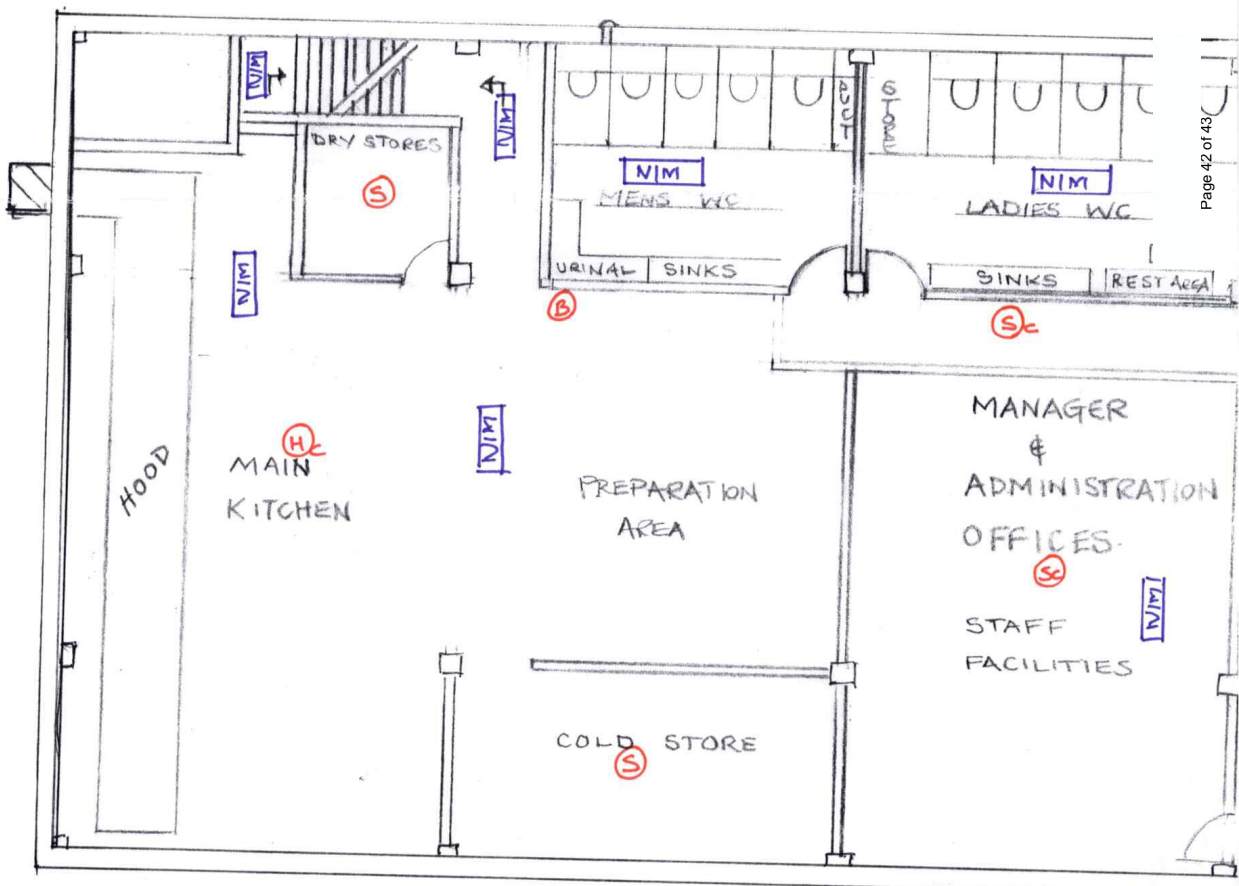 N/M
N/M
DRY STORES
S
DUCT
STORE
N/M
MENS WC
N/M
LADIES WC
Page 42 of 43
N/M
URINAL
SINKS
SINKS
REST AREA
B
Sc
HOOD
Hc
MAIN
KITCHEN
N/M
PREPARATION
AREA
MANAGER
&
ADMINISTRATION
OFFICES.
Sc
N/M
STAFF
FACILITIES
COLD STORE
S